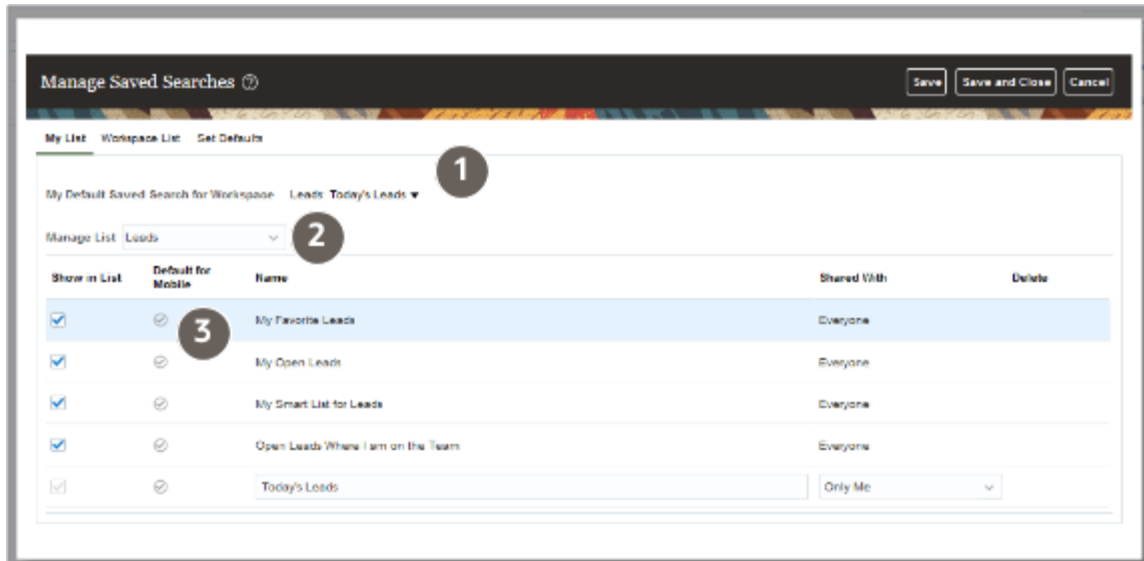 Manage Saved Searches ?
Save Save and Close Cancel
My List Workspace List Set Defaults
1
My Default Saved Search for Workspace Leads Today's Leads
2
Manage List Leads
Show in List Default for Mobile Name Shared With Delete
3
My Favorite Leads Everyone
My Open Leads Everyone
My Smart List for Leads Everyone
Open Leads Where I am on the Team Everyone
Today's Leads Only Me